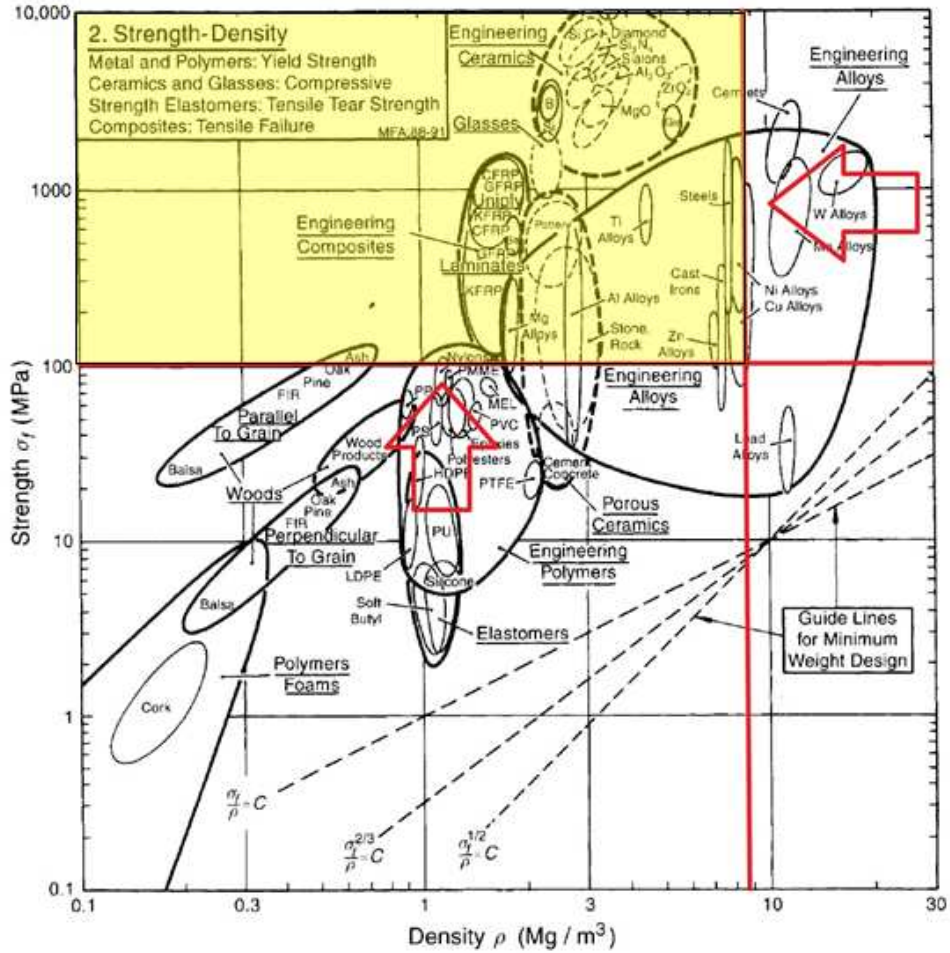 10,000
1000
100
10
1
0.1
Strength σf (MPa)
2. Strength-Density
Metal and Polymers: Yield Strength
Ceramics and Glasses: Compressive
Strength Elastomers: Tensile Tear Strength
Composites: Tensile Failure
MFA.88-91
Engineering
Ceramics
Diamond
Si3N4
Sialons
Al2O3
ZrO2
MgO
B
Glasses
Cermets
Engineering
Alloys
CFRP
GFRP
Uniply
KFRP
CFRP
GFRP
Laminates
KFRP
Engineering
Composites
Pottery
Ti
Alloys
Steels
W Alloys
Mo Alloys
Cast
Irons
Ni Alloys
Cu Alloys
Mg
Alloys
Al Alloys
Stone,
Rock
Zn
Alloys
Engineering
Alloys
Lead
Alloys
Ash
Oak
Pine
FIR
Parallel
To Grain
Balsa
Woods
Wood
Products
Ash
Oak
Pine
FIR
Perpendicular
To Grain
Balsa
Nylons
PMME
PP
MEL
PVC
PS
Epoxies
Polyesters
HDPE
PTFE
Cement
Concrete
Porous
Ceramics
PU
LDPE
Silicone
Engineering
Polymers
Soft
Butyl
Elastomers
Polymers
Foams
Cork
Guide Lines
for Minimum
Weight Design
σf/ρ = C
σf^2/3/ρ = C
σf^1/2/ρ = C
0.1
0.3
1
3
10
30
Density ρ (Mg / m³)